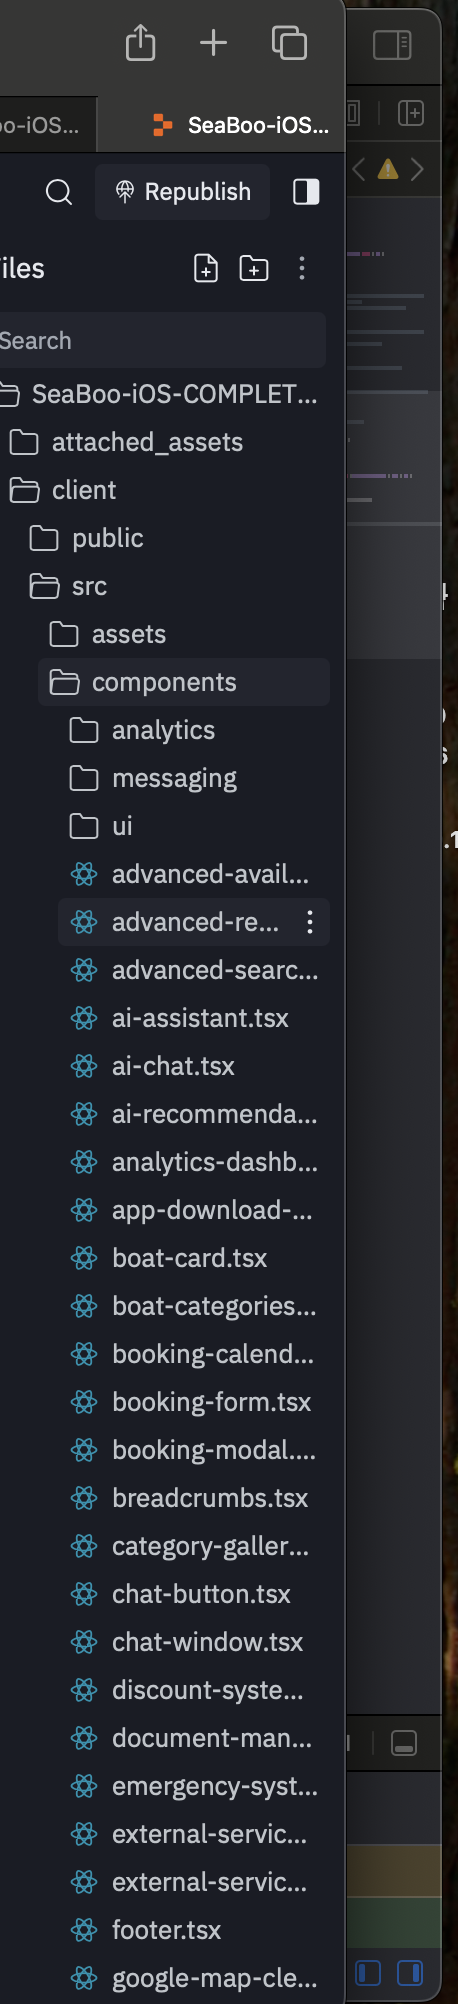 oo-iOS...
SeaBoo-iOS...
Republish
iles
Search
SeaBoo-iOS-COMPLET...
attached_assets
client
public
src
assets
components
analytics
messaging
ui
advanced-avail...
advanced-re...
advanced-searc...
ai-assistant.tsx
ai-chat.tsx
ai-recommenda...
analytics-dashb...
app-download-...
boat-card.tsx
boat-categories...
booking-calend...
booking-form.tsx
booking-modal....
breadcrumbs.tsx
category-galler...
chat-button.tsx
chat-window.tsx
discount-syste...
document-man...
emergency-syst...
external-servic...
external-servic...
footer.tsx
google-map-cle...